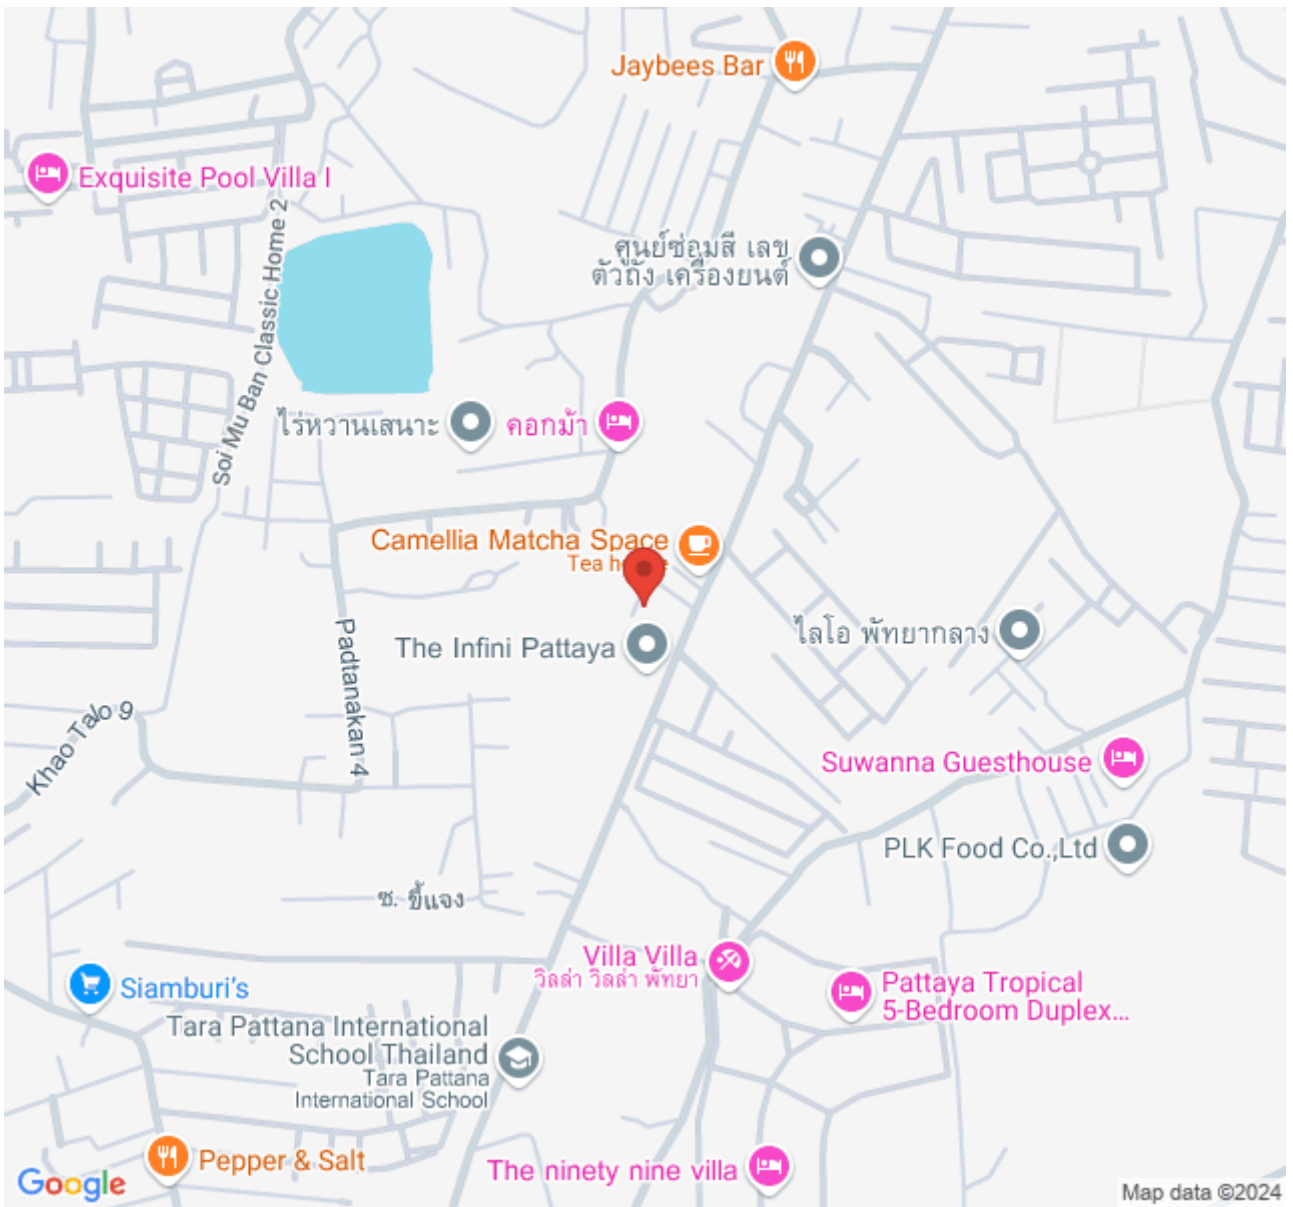 Jaybees Bar
Exquisite Pool Villa I
Soi Mu Ban Classic Home 2
ศูนย์ซ่อมสี เลข
ตัวถัง เครื่องยนต์
ไร่หวานเสนาะ
คอกม้า
Camellia Matcha Space
Tea h e
The Infini Pattaya
ไลโอ พัทยากลาง
Padtanakan 4
Khao Talo 9
Suwanna Guesthouse
PLK Food Co.,Ltd
ซ. ขี้แจง
Villa Villa
วิลล่า วิลล่า พัทยา
Siamburi's
Pattaya Tropical
5-Bedroom Duplex...
Tara Pattana International
School Thailand
Tara Pattana
International School
Pepper & Salt
The ninety nine villa
Google
Map data ©2024